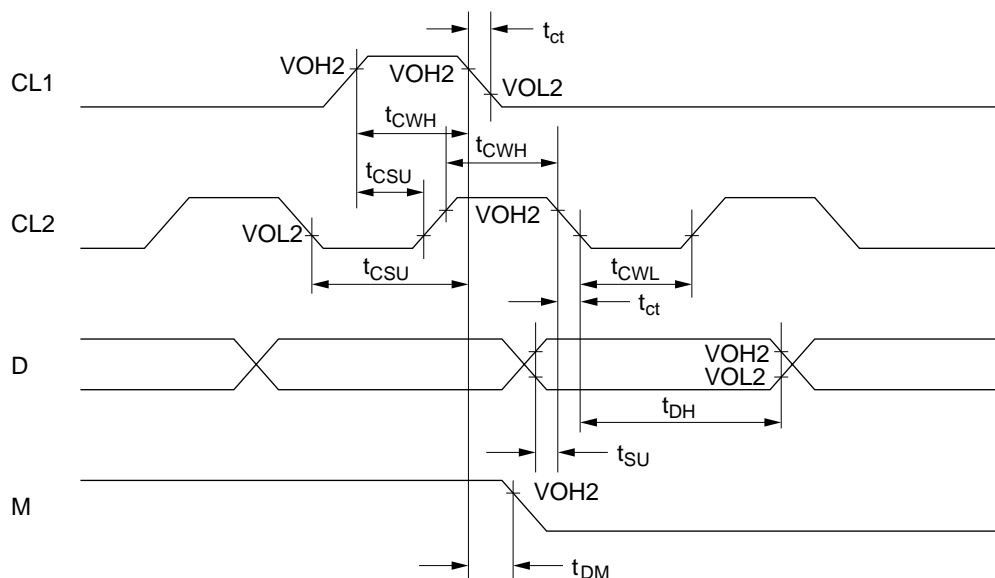 t_ct
VOH2 VOH2
CL1
VOL2
t_CWH
t_CWH
t_CSU
CL2
VOL2 VOH2
t_CSU t_CWL
t_ct
D
VOH2
VOL2
t_DH
t_SU
VOH2
M
t_DM